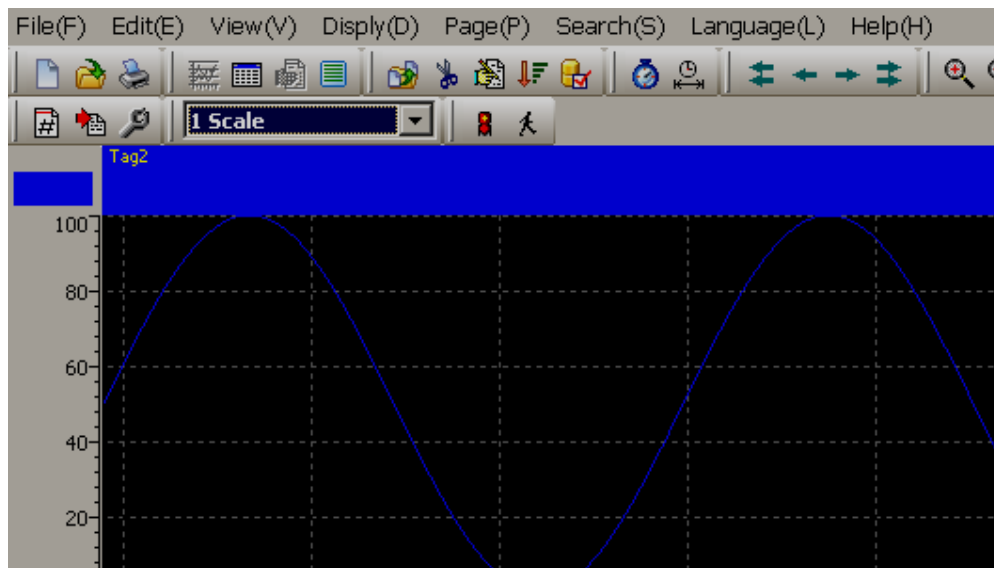 File(F) Edit(E) View(V) Disply(D) Page(P) Search(S) Language(L) Help(H)
1 Scale
Tag2
100
80
60
40
20